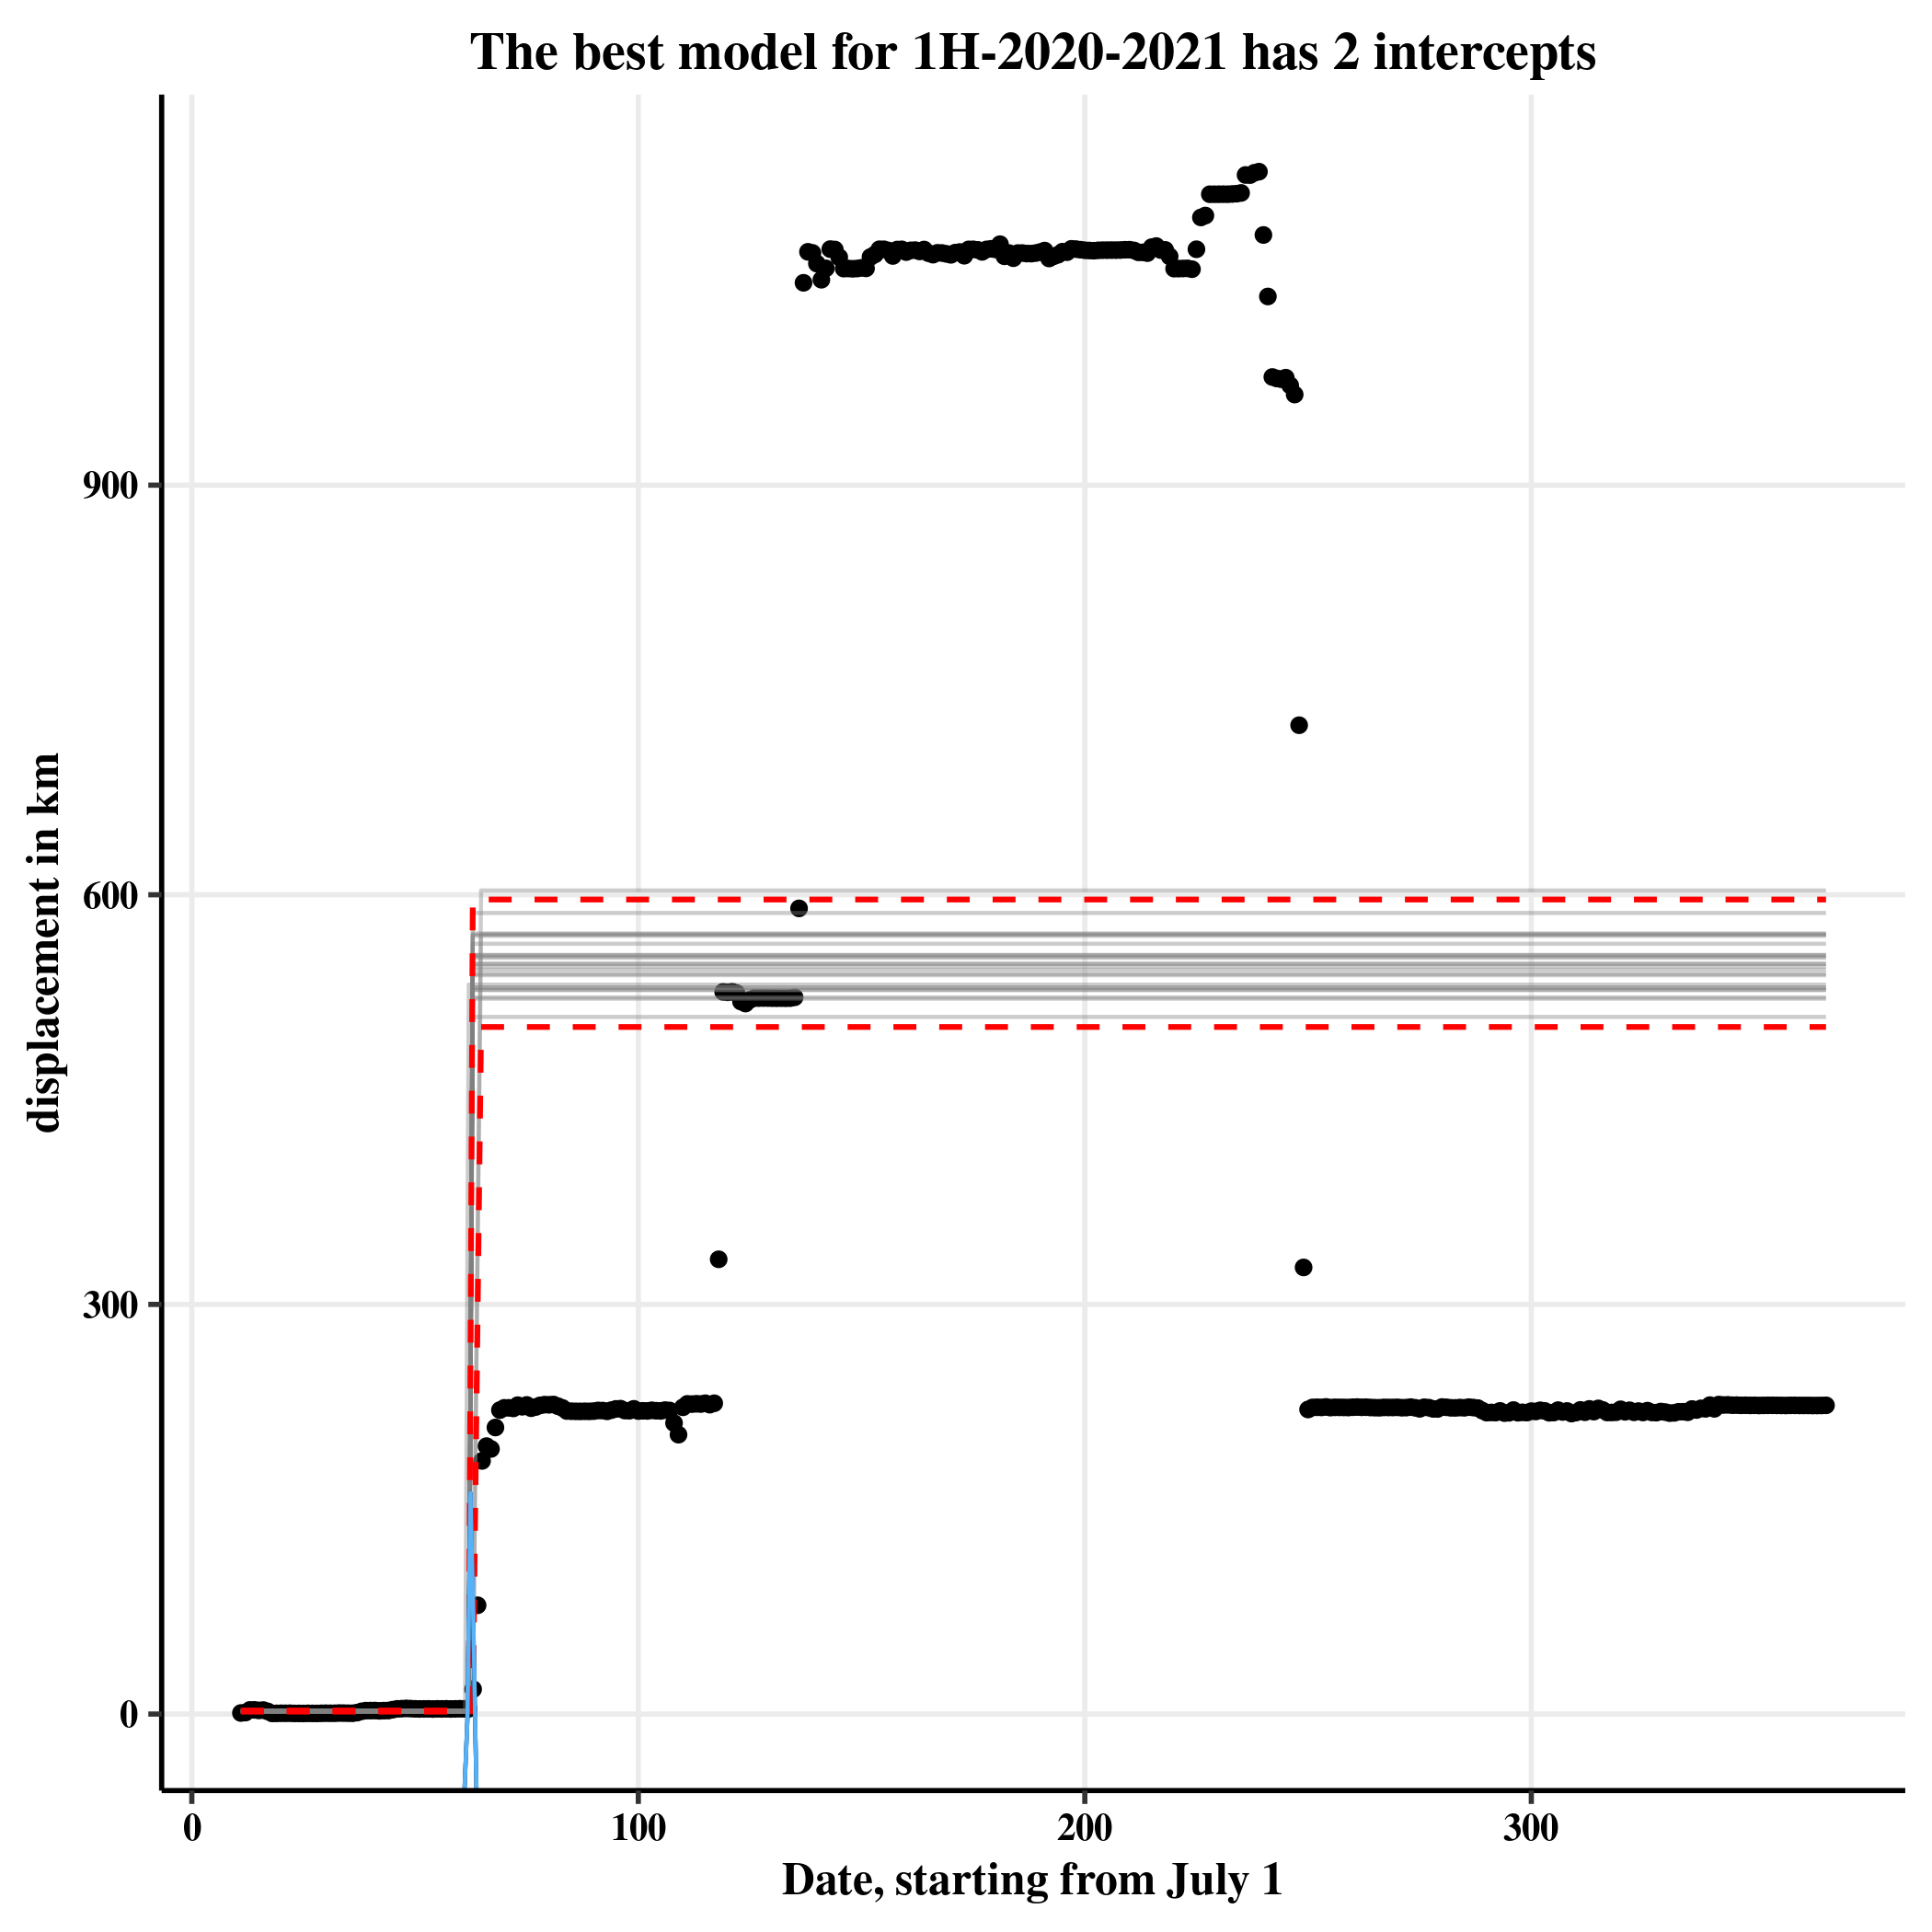 The best model for 1H-2020-2021 has 2 intercepts
displacement in km
900
600
300
0
0 100 200 300
Date, starting from July 1